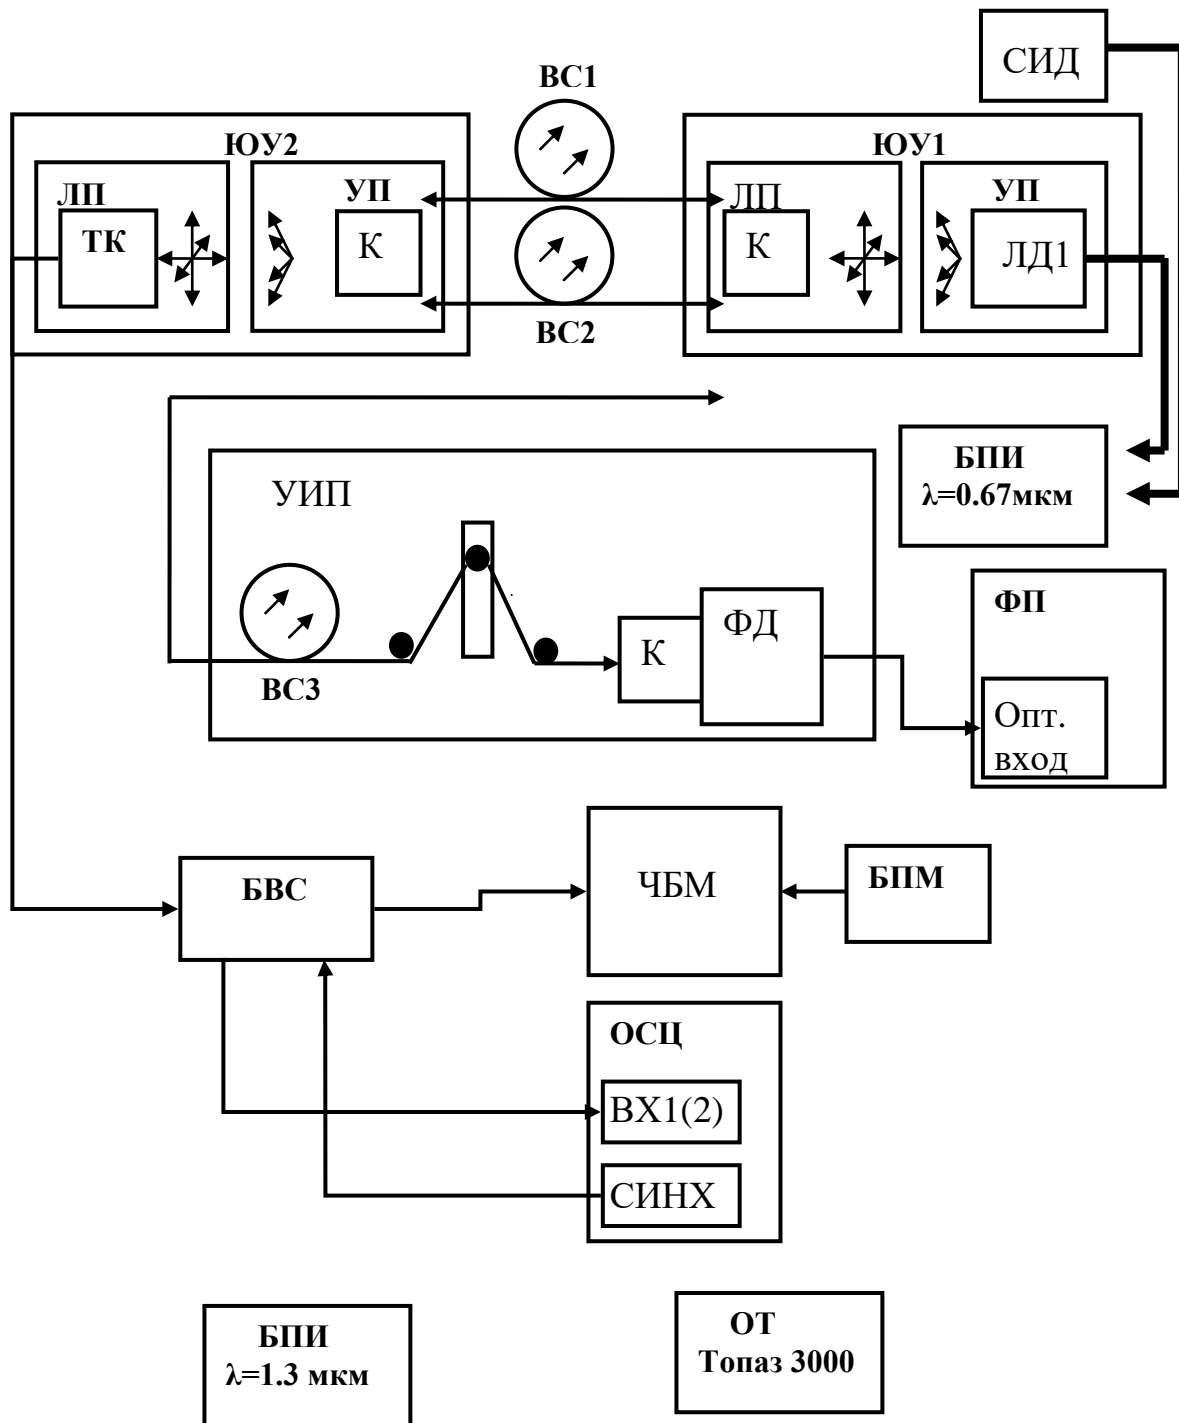 СИД
ВС1
ЮУ2
ЮУ1
ЛП
УП
ЛП
УП
ТК
К
К
ЛД1
ВС2
БПИ
λ=0.67мкм
УИП
ФП
ФД
К
ВС3
Опт.
вход
ЧБМ
БПМ
БВС
ОСЦ
ВХ1(2)
СИНХ
БПИ
λ=1.3 мкм
ОТ
Топаз 3000